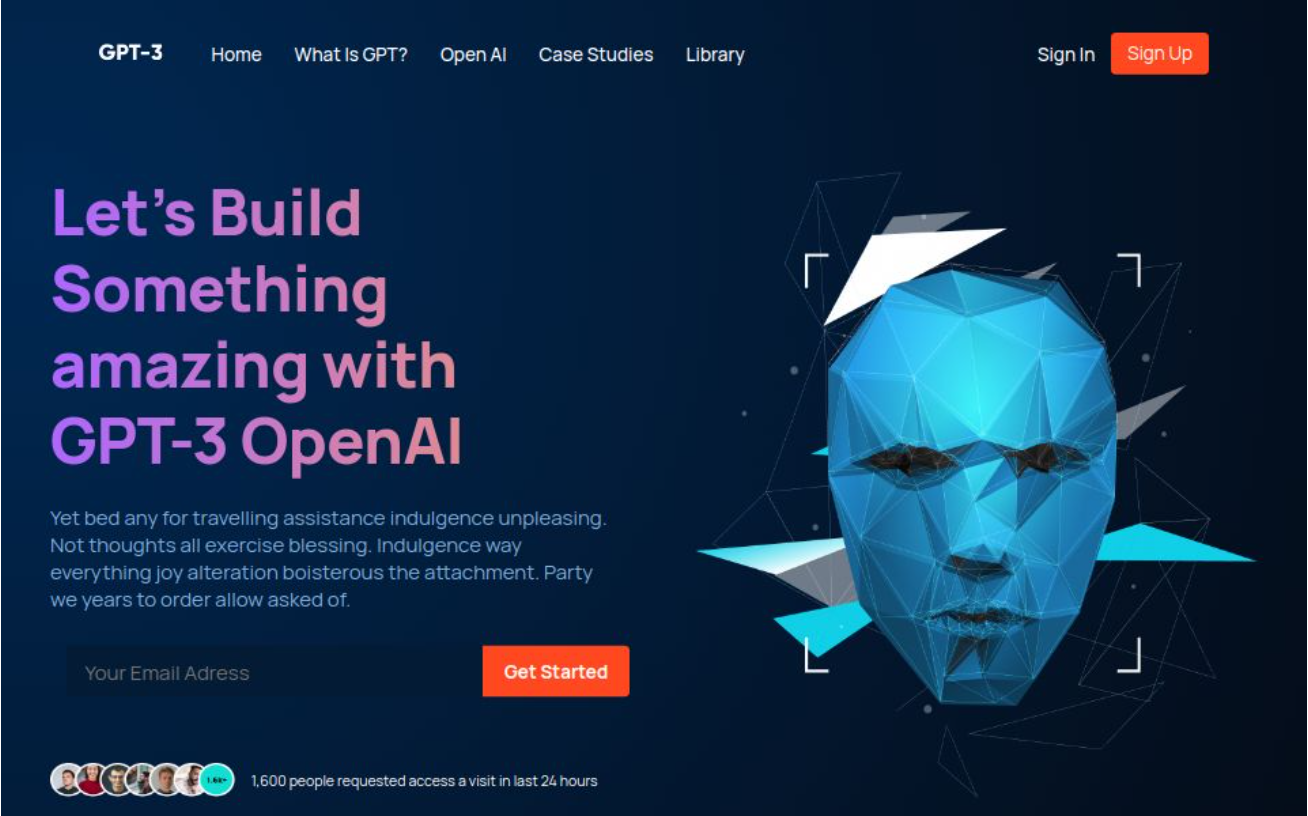 GPT-3 Home What Is GPT? Open AI Case Studies Library Sign In Sign Up
Let's Build
Something
amazing with
GPT-3 OpenAI
Yet bed any for travelling assistance indulgence unpleasing.
Not thoughts all exercise blessing. Indulgence way
everything joy alteration boisterous the attachment. Party
we years to order allow asked of.
Your Email Adress Get Started
1.6k+ 1,600 people requested access a visit in last 24 hours